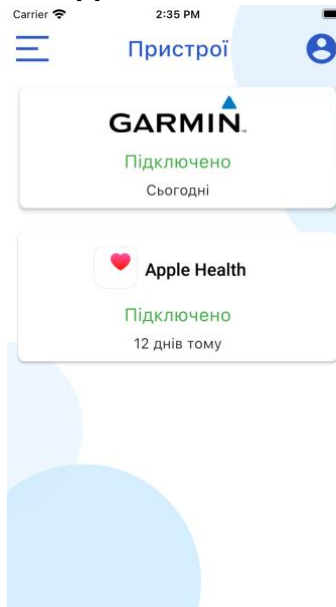 Carrier 2:35 PM
Пристрої
GARMIN
Підключено
Сьогодні
Apple Health
Підключено
12 днів тому